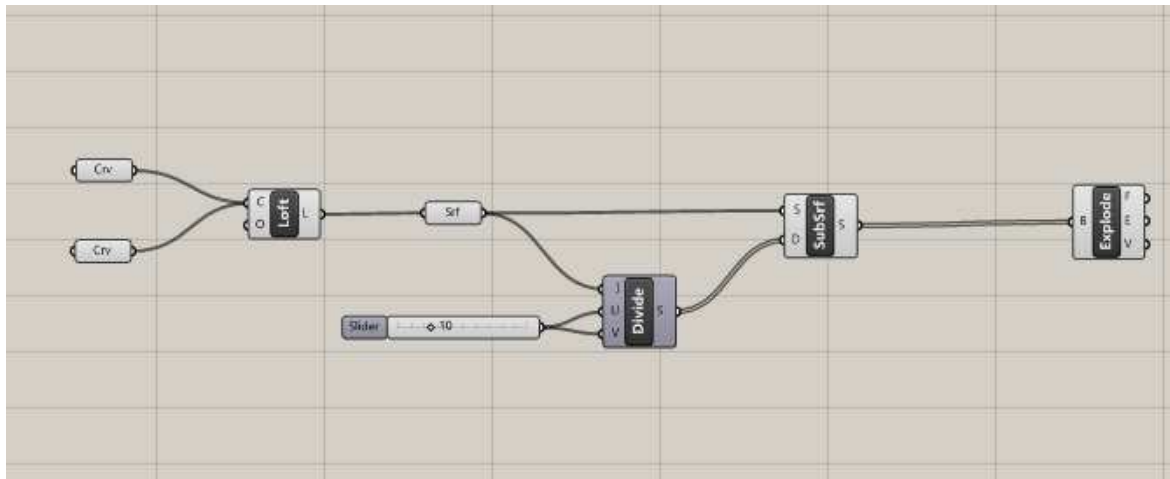 Crv
Crv
C
O
Loft
L
Srf
Slider
10
U
V
Divide
S
S
D
SubSrf
S
B
Explode
F
E
V